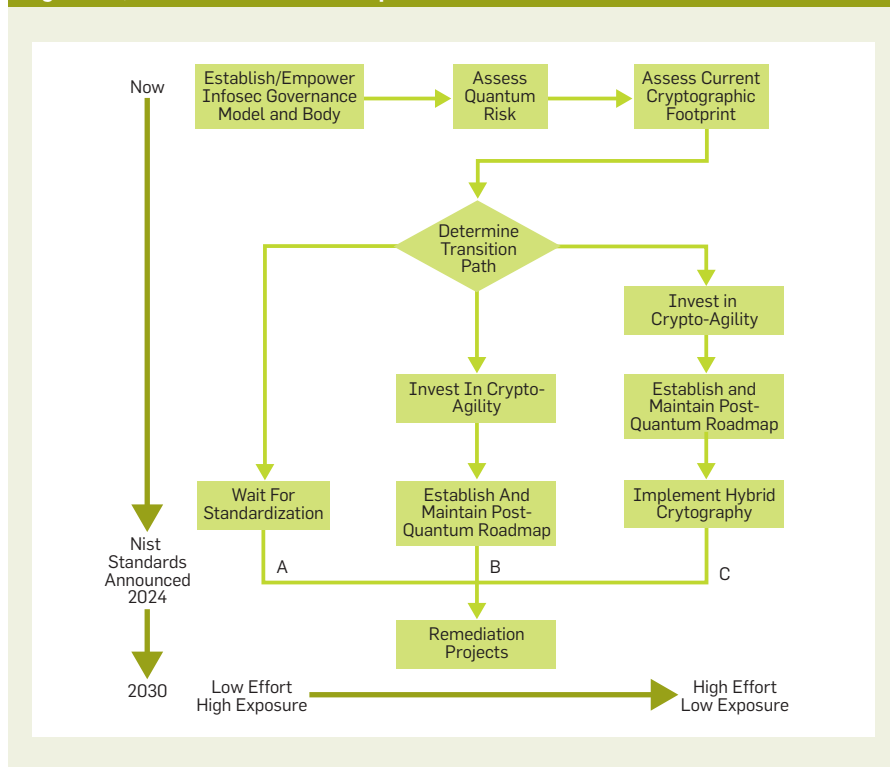 Now
Establish/Empower
Infosec Governance
Model and Body
Assess
Quantum
Risk
Assess Current
Cryptographic
Footprint
Determine
Transition
Path
Invest in
Crypto-Agility
Invest In Crypto-
Agility
Establish and
Maintain Post-
Quantum Roadmap
Wait For
Standardization
Establish And
Maintain Post-
Quantum Roadmap
Implement Hybrid
Crytography
Nist
Standards
Announced
2024
A
B
C
Remediation
Projects
2030
Low Effort
High Exposure
High Effort
Low Exposure